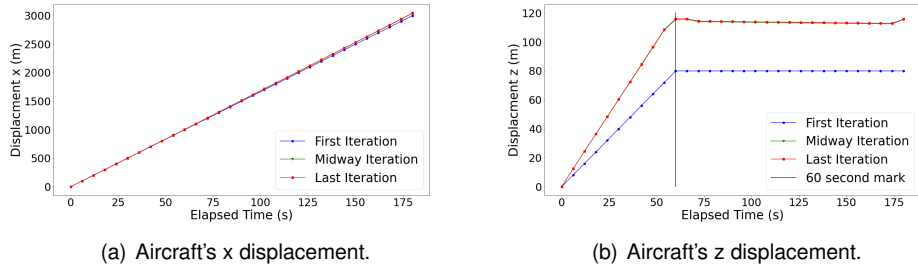 3000
2500
2000
1500
1000
500
0
Displacment x (m)
0 25 50 75 100 125 150 175
Elapsed Time (s)
First Iteration
Midway Iteration
Last Iteration
(a) Aircraft's x displacement.
120
100
80
60
40
20
0
Displacment z (m)
0 25 50 75 100 125 150 175
Elapsed Time (s)
First Iteration
Midway Iteration
Last Iteration
60 second mark
(b) Aircraft's z displacement.